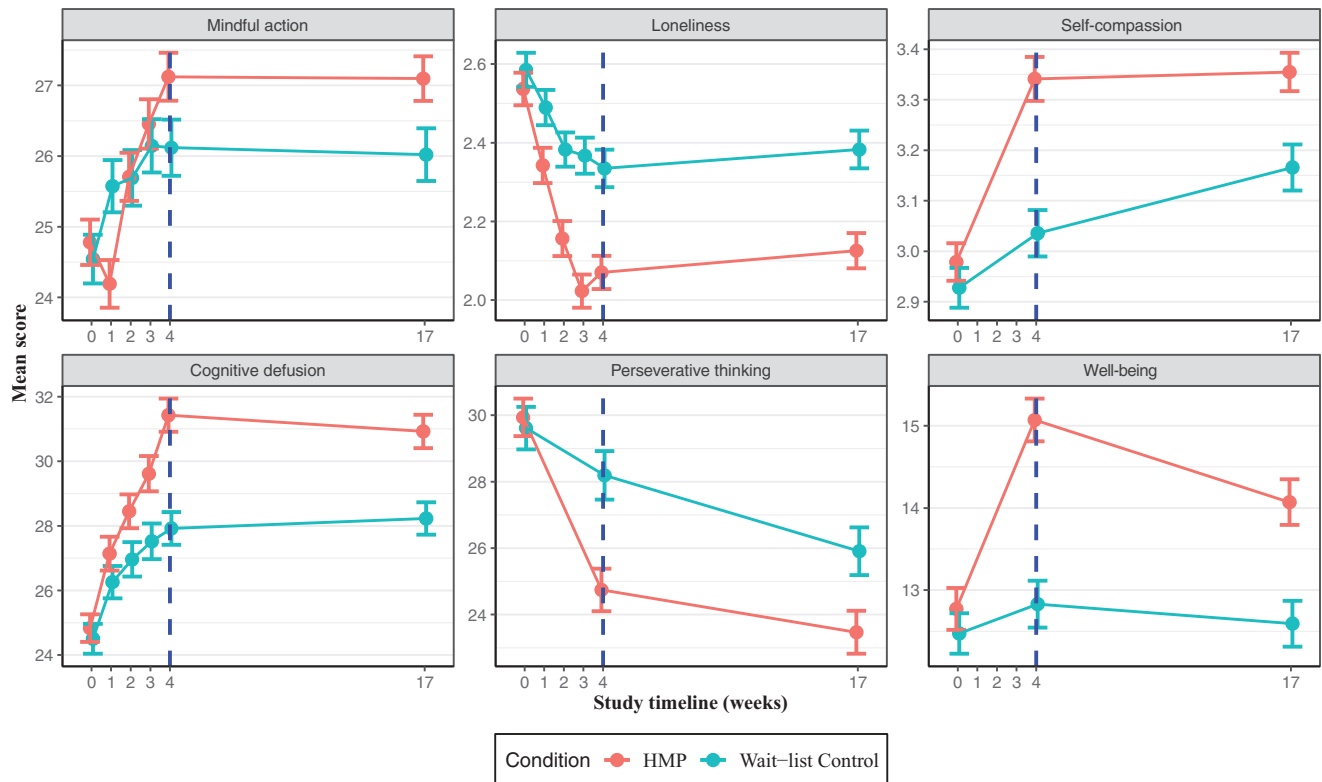 Mindful action
Loneliness
Self-compassion
27
26
25
24
2.6
2.4
2.2
2.0
3.4
3.3
3.2
3.1
3.0
2.9
0 1 2 3 4 17
0 1 2 3 4 17
0 1 2 3 4 17
Mean score
Cognitive defusion
Perseverative thinking
Well-being
32
30
28
26
24
30
28
26
24
15
14
13
0 1 2 3 4 17
0 1 2 3 4 17
0 1 2 3 4 17
Study timeline (weeks)
Condition HMP Wait-list Control